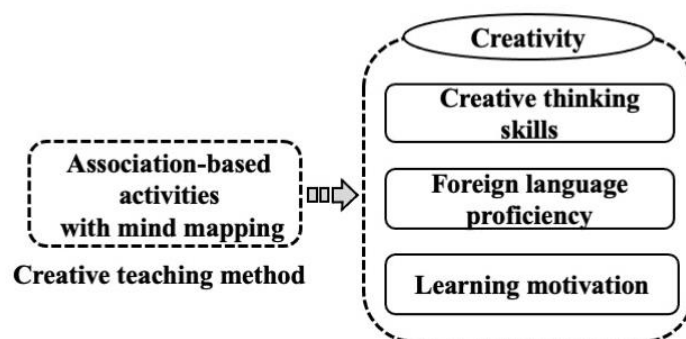 Creativity
Creative thinking
skills
Association-based
activities
with mind mapping
Foreign language
proficiency
Creative teaching method
Learning motivation